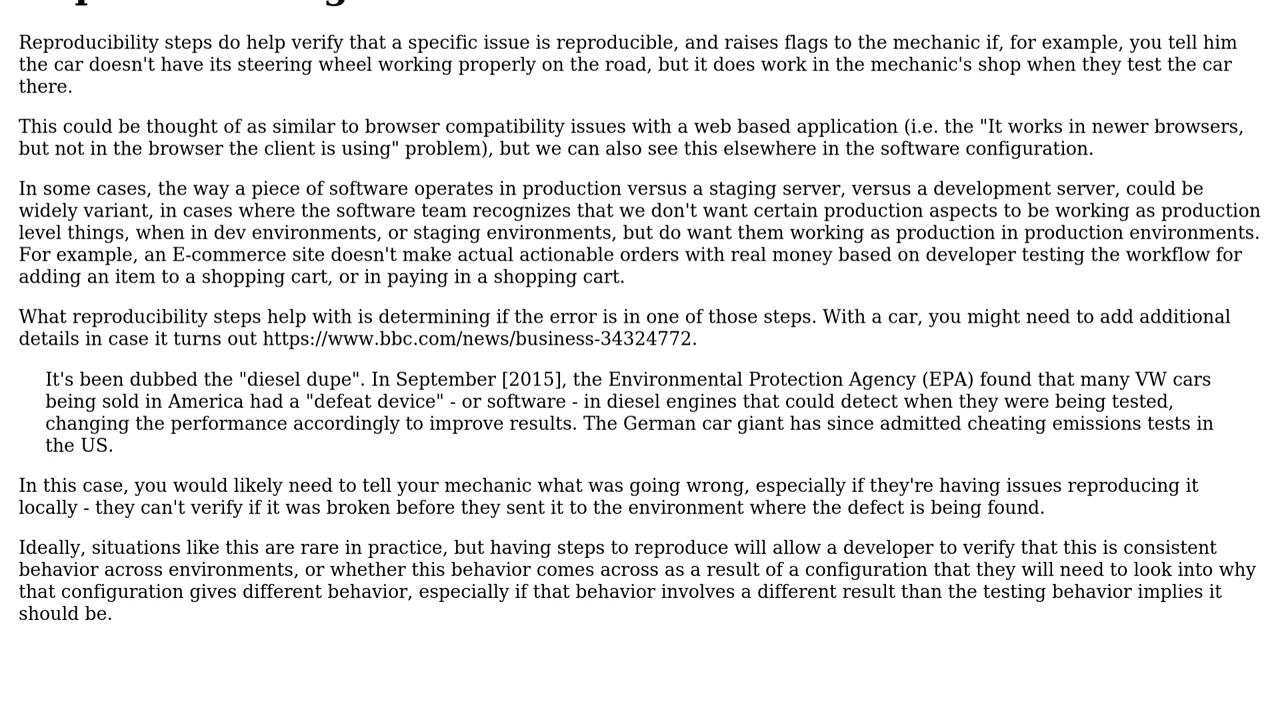 Reproducibility steps do help verify that a specific issue is reproducible, and raises flags to the mechanic if, for example, you tell him
the car doesn't have its steering wheel working properly on the road, but it does work in the mechanic's shop when they test the car
there.
This could be thought of as similar to browser compatibility issues with a web based application (i.e. the "It works in newer browsers,
but not in the browser the client is using" problem), but we can also see this elsewhere in the software configuration.
In some cases, the way a piece of software operates in production versus a staging server, versus a development server, could be
widely variant, in cases where the software team recognizes that we don't want certain production aspects to be working as production
level things, when in dev environments, or staging environments, but do want them working as production in production environments.
For example, an E-commerce site doesn't make actual actionable orders with real money based on developer testing the workflow for
adding an item to a shopping cart, or in paying in a shopping cart.
What reproducibility steps help with is determining if the error is in one of those steps. With a car, you might need to add additional
details in case it turns out https://www.bbc.com/news/business-34324772.
It's been dubbed the "diesel dupe". In September [2015], the Environmental Protection Agency (EPA) found that many VW cars
being sold in America had a "defeat device" - or software - in diesel engines that could detect when they were being tested,
changing the performance accordingly to improve results. The German car giant has since admitted cheating emissions tests in
the US.
In this case, you would likely need to tell your mechanic what was going wrong, especially if they're having issues reproducing it
locally - they can't verify if it was broken before they sent it to the environment where the defect is being found.
Ideally, situations like this are rare in practice, but having steps to reproduce will allow a developer to verify that this is consistent
behavior across environments, or whether this behavior comes across as a result of a configuration that they will need to look into why
that configuration gives different behavior, especially if that behavior involves a different result than the testing behavior implies it
should be.